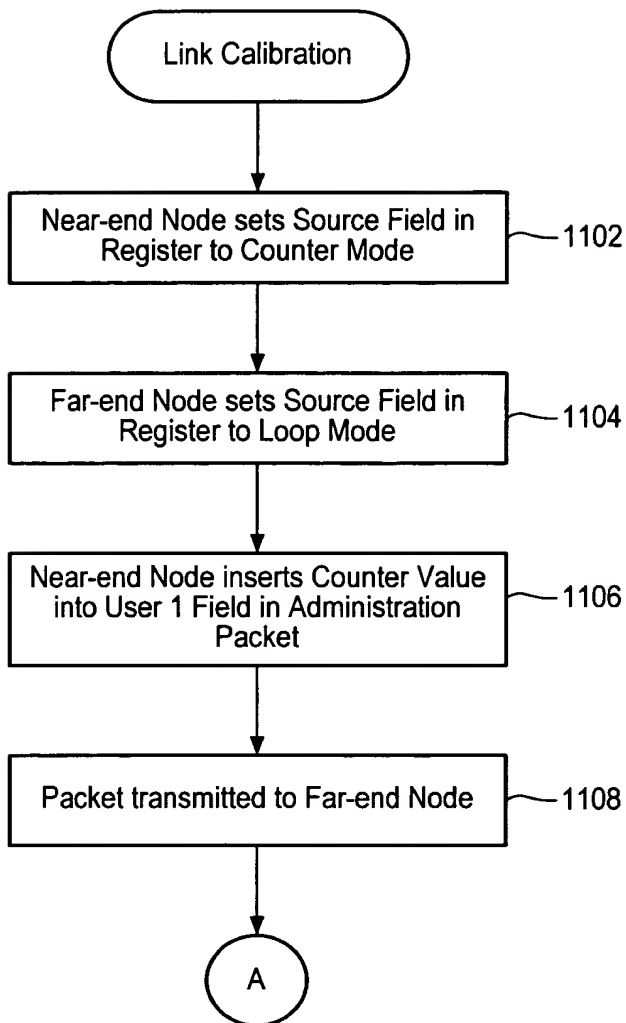 Link Calibration
Near-end Node sets Source Field in
Register to Counter Mode
1102
Far-end Node sets Source Field in
Register to Loop Mode
1104
Near-end Node inserts Counter Value
into User 1 Field in Administration
Packet
1106
Packet transmitted to Far-end Node
1108
A